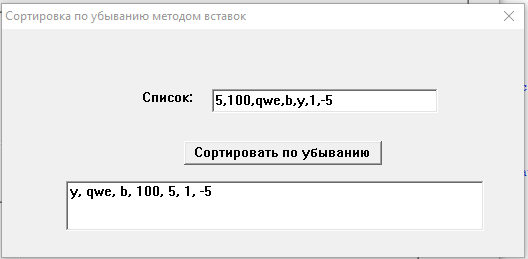 Сортировка по убыванию методом вставок
Список: 5,100,qwe,b,y,1,-5
Сортировать по убыванию
y, qwe, b, 100, 5, 1, -5